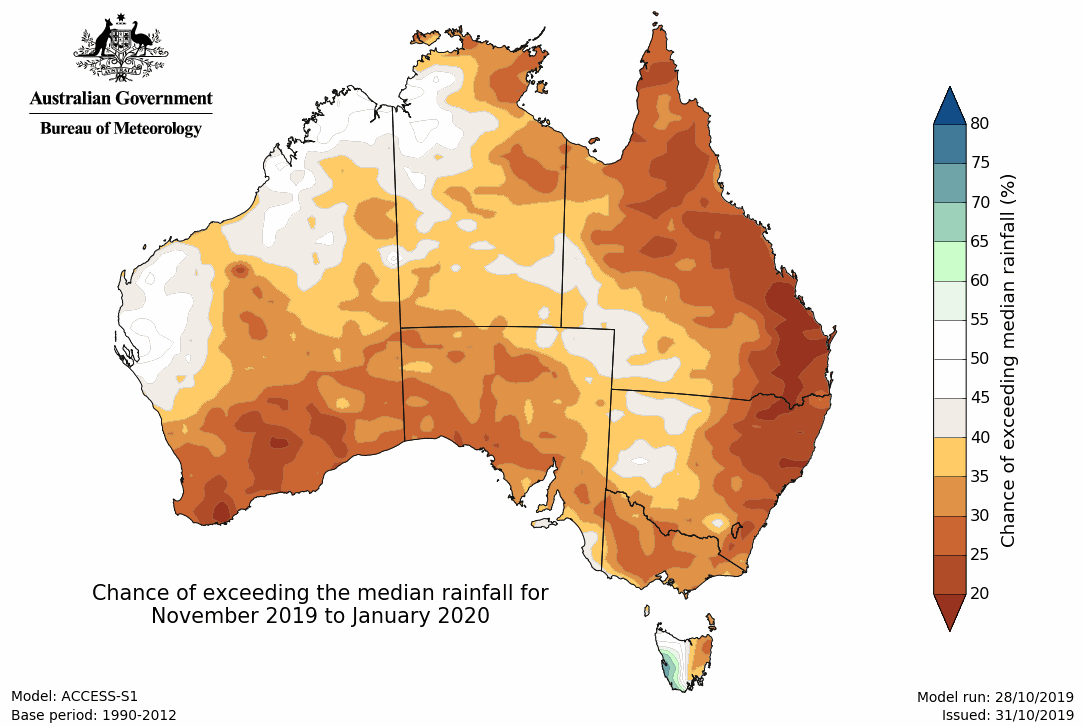 Australian Government
Bureau of Meteorology
80
75
70
65
60
55
50
45
40
35
30
25
20
Chance of exceeding median rainfall (%)
Chance of exceeding the median rainfall for
November 2019 to January 2020
Model: ACCESS-S1
Base period: 1990-2012
Model run: 28/10/2019
Issued: 31/10/2019